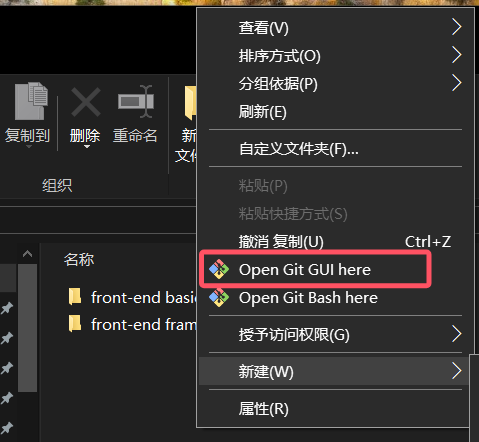 查看(V)
排序方式(O)
分组依据(P)
刷新(E)
自定义文件夹(F)...
粘贴(P)
粘贴快捷方式(S)
撤消 复制(U) Ctrl+Z
Open Git GUI here
Open Git Bash here
授予访问权限(G)
新建(W)
属性(R)
复制到
删除
重命名
新
文件
组织
名称
front-end basic
front-end fram